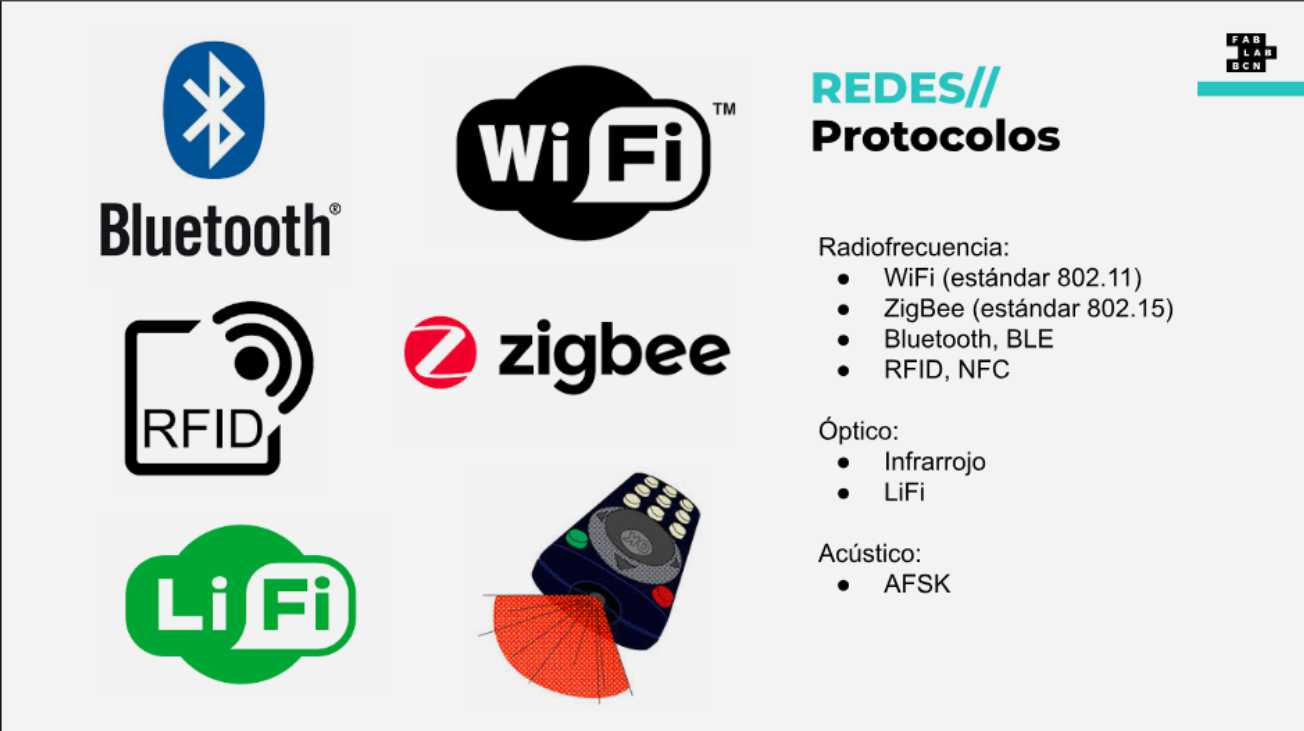 Bluetooth®
WiFi™
RFID
zigbee
LiFi
FAB
LAB
BCN
REDES//
Protocolos
Radiofrecuencia:
● WiFi (estándar 802.11)
● ZigBee (estándar 802.15)
● Bluetooth, BLE
● RFID, NFC
Óptico:
● Infrarrojo
● LiFi
Acústico:
● AFSK